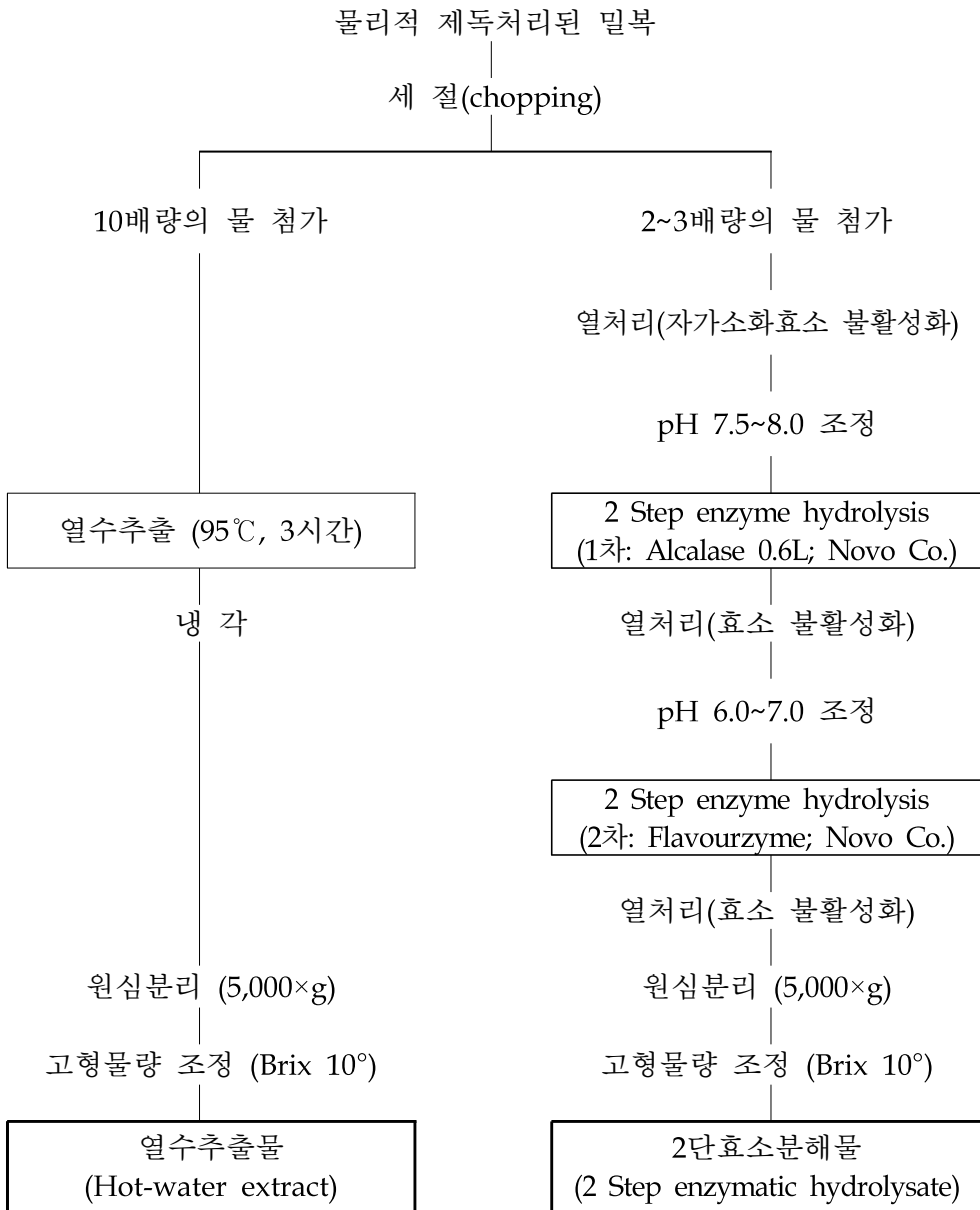 물리적 제독처리된 밀복
세 절(chopping)
10배량의 물 첨가
2~3배량의 물 첨가
열처리(자가소화효소 불활성화)
pH 7.5~8.0 조정
열수추출 (95℃, 3시간)
2 Step enzyme hydrolysis
(1차: Alcalase 0.6L; Novo Co.)
냉 각
열처리(효소 불활성화)
pH 6.0~7.0 조정
2 Step enzyme hydrolysis
(2차: Flavourzyme; Novo Co.)
열처리(효소 불활성화)
원심분리 (5,000×g)
원심분리 (5,000×g)
고형물량 조정 (Brix 10°)
고형물량 조정 (Brix 10°)
열수추출물
(Hot-water extract)
2단효소분해물
(2 Step enzymatic hydrolysate)